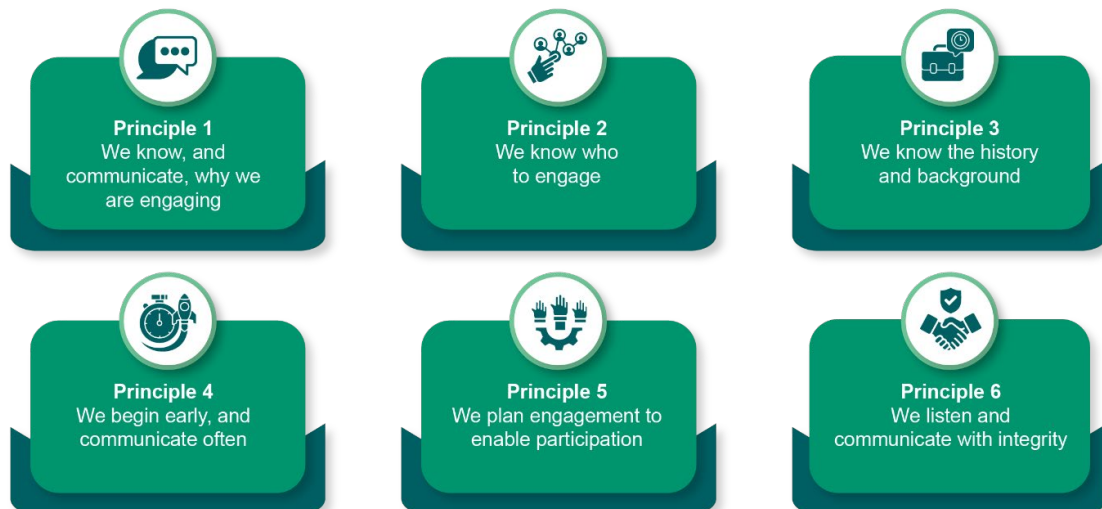 Principle 1
We know, and
communicate, why we
are engaging
Principle 2
We know who
to engage
Principle 3
We know the history
and background
Principle 4
We begin early, and
communicate often
Principle 5
We plan engagement to
enable participation
Principle 6
We listen and
communicate with integrity